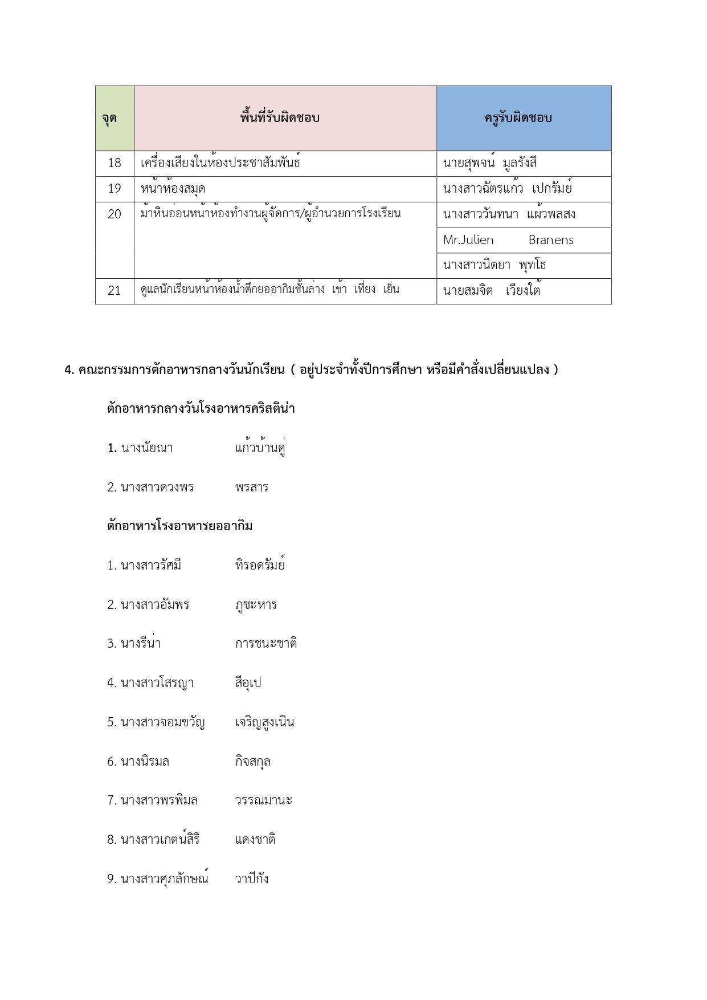 จุด พื้นที่รับผิดชอบ ครูรับผิดชอบ
18 เครื่องเสียงในห้องประชาสัมพันธ์ นายสุพจน์ มูลรังสี
19 หน้าห้องสมุด นางสาวฉัตรแก้ว เปกรัมย์
20 ม้าหินอ่อนหน้าห้องทำงานผู้จัดการ/ผู้อำนวยการโรงเรียน นางสาววันทนา แผ้วพลสง
Mr.Julien Branens
นางสาวนิตยา พุทโธ
21 ดูแลนักเรียนหน้าห้องน้ำตึกยออากิมชั้นล่าง เช้า เที่ยง เย็น นายสมจิต เวียงใต้
4. คณะกรรมการตักอาหารกลางวันนักเรียน ( อยู่ประจำทั้งปีการศึกษา หรือมีคำสั่งเปลี่ยนแปลง )
ตักอาหารกลางวันโรงอาหารคริสติน่า
1. นางนัยณา แก้วบ้านดู่
2. นางสาวดวงพร พรสาร
ตักอาหารโรงอาหารยออากิม
1. นางสาวรัศมี ทิรอดรัมย์
2. นางสาวอัมพร ภูชะหาร
3. นางรีน่า การชนะชาติ
4. นางสาวโสรญา สีอุเป
5. นางสาวจอมขวัญ เจริญสูงเนิน
6. นางนิรมล กิจสกุล
7. นางสาวพรพิมล วรรณมานะ
8. นางสาวเกตน์สิริ แดงชาติ
9. นางสาวศุภลักษณ์ วาปีกัง